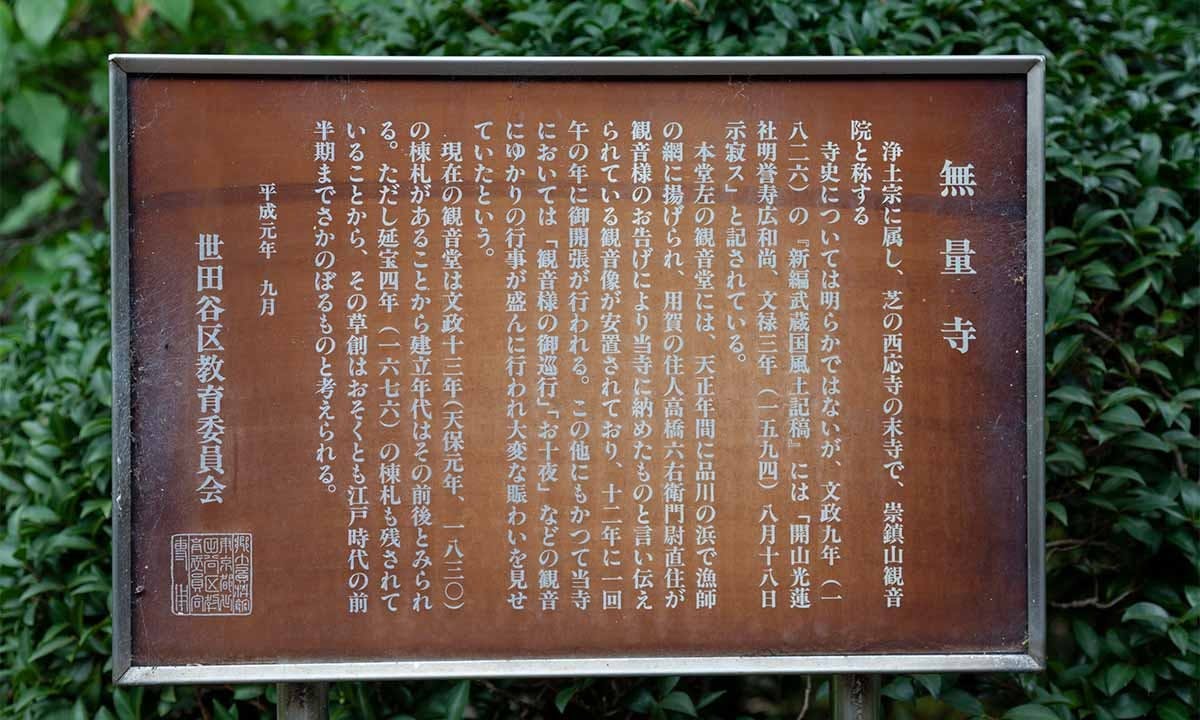 無量寺
浄土宗に属し、芝の西応寺の末寺で、崇鎮山観音
院と称する
寺史については明らかではないが、文政九年（一
八二六）の『新編武蔵国風土記稿』には「開山光蓮
社明誉寿広和尚、文禄三年（一五九四）八月十八日
示寂ス」と記されている。
本堂左の観音堂には、天正年間に品川の浜で漁師
の網に揚げられ、用賀の住人高橋六右衛門尉直住が
観音様のお告げにより当寺に納めたものと言い伝え
られている観音像が安置されており、十二年に一回
午の年に御開張が行われる。この他にもかつて当寺
においては「観音様の御巡行」「お十夜」などの観音
にゆかりの行事が盛んに行われ大変な賑わいを見せ
ていたという。
現在の観音堂は文政十三年（天保元年、一八三〇）
の棟札があることから建立年代はその前後とみられ
る。ただし延宝四年（一六七六）の棟札も残されて
いることから、その草創はおそくとも江戸時代の前
半期までさかのぼるものと考えられる。
平成元年 九月
世田谷区教育委員会